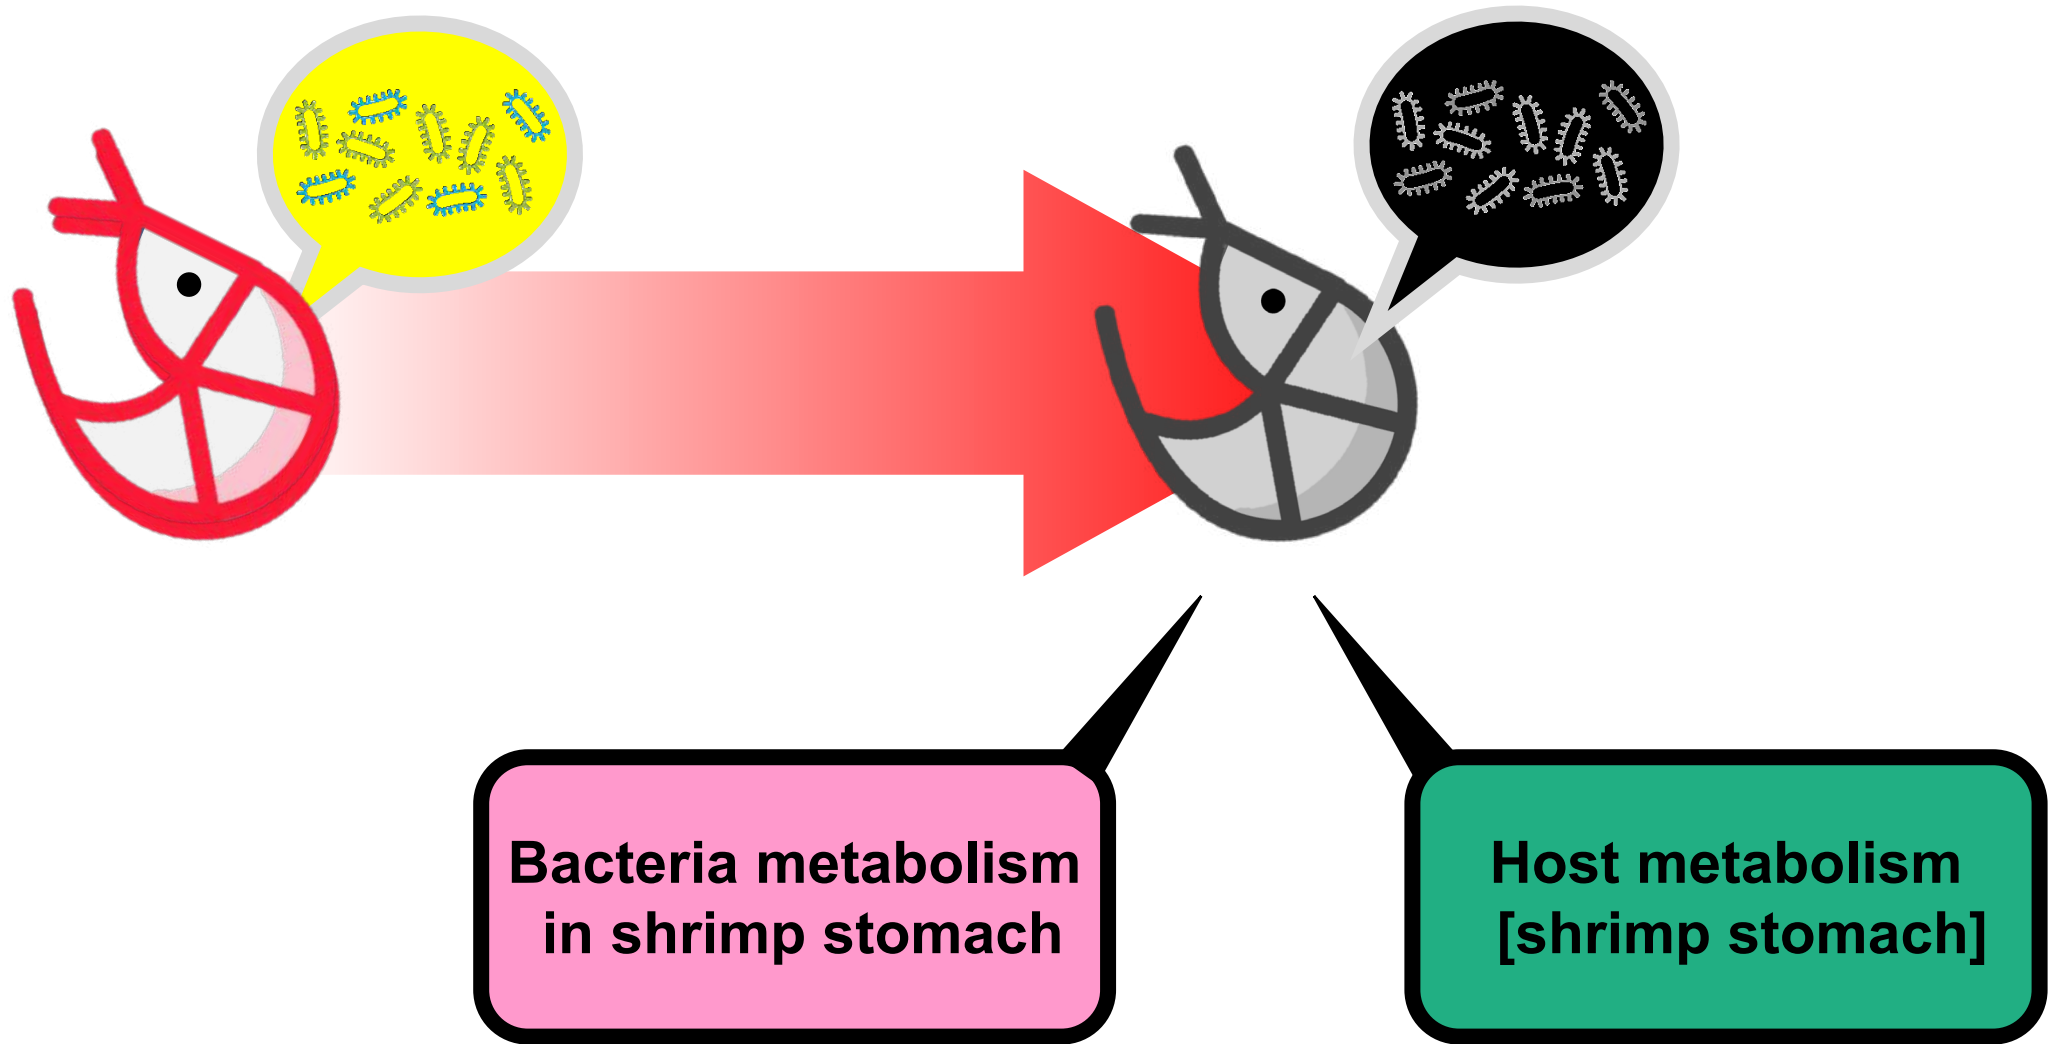 Bacteria metabolism
in shrimp stomach
Host metabolism
[shrimp stomach]